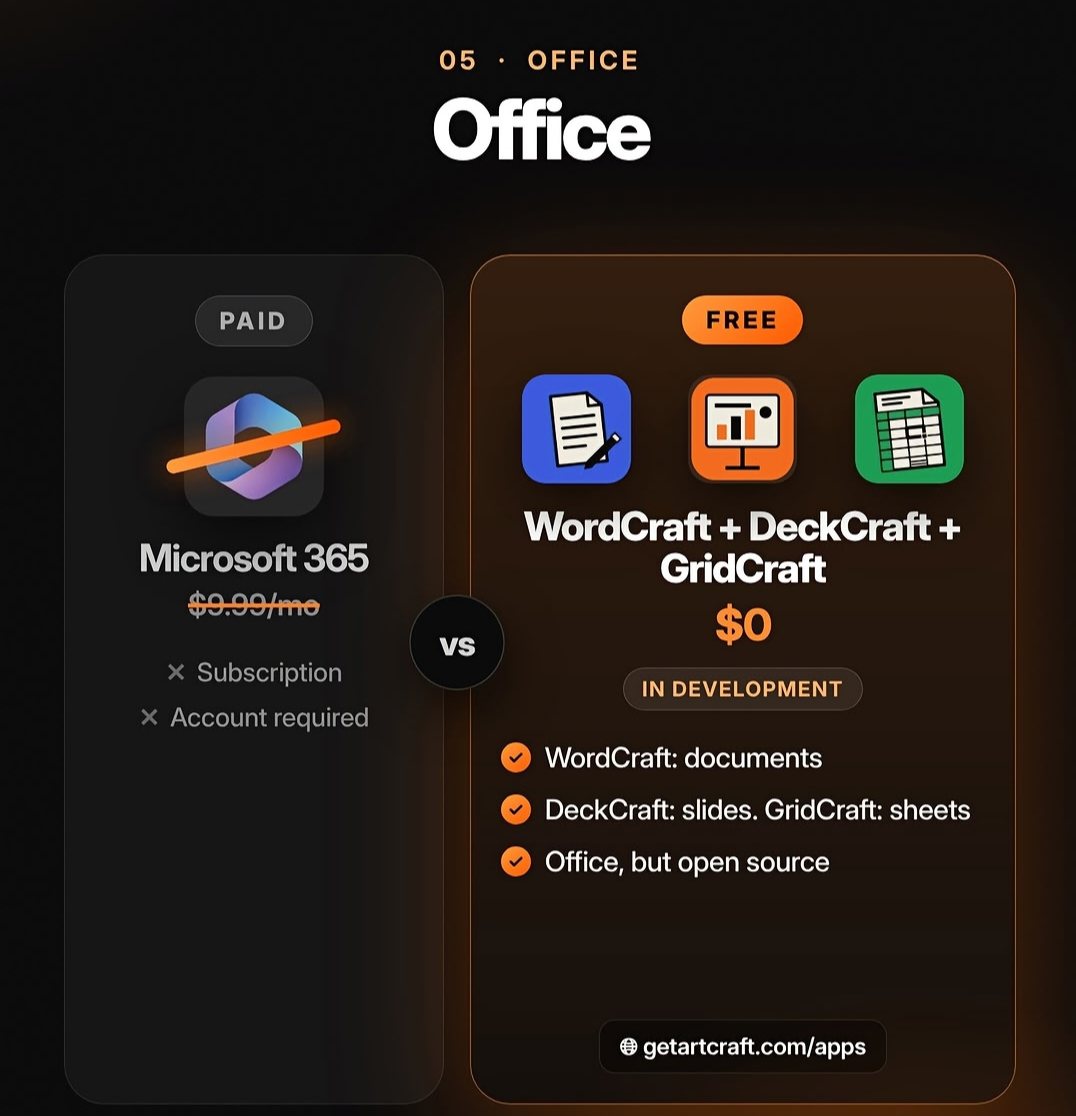 05 · OFFICE
Office
PAID
Microsoft 365
$9.99/mo
✕ Subscription
✕ Account required
vs
FREE
WordCraft + DeckCraft +
GridCraft
$0
IN DEVELOPMENT
WordCraft: documents
DeckCraft: slides. GridCraft: sheets
Office, but open source
getartcraft.com/apps